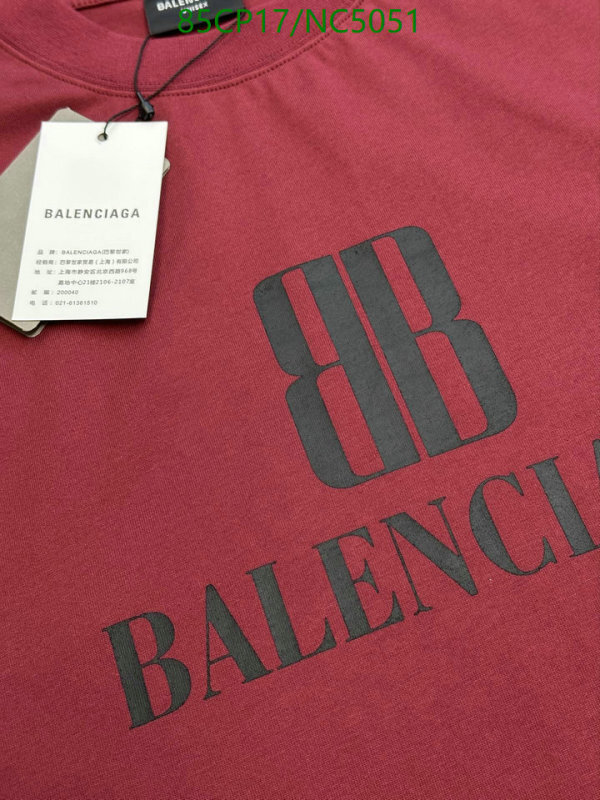 85CP17/NC5051
BALENCIAGA
品 牌：BALENCIAGA(巴黎世家)
经销商：巴黎世家贸易（上海）有限公司
地 址：上海市静安区北京西路968号
嘉地中心21楼2106-2107室
邮 编：200040
电 话：021-61361510
BB
BALENCIA